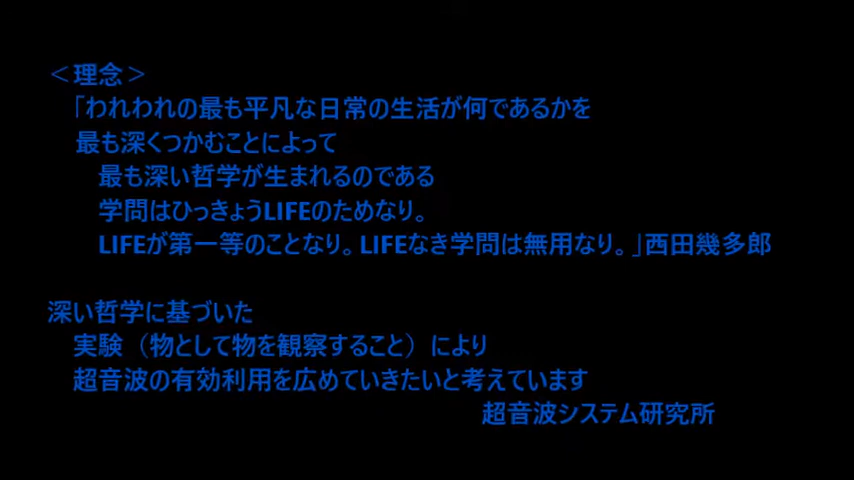 ＜理念＞
「われわれの最も平凡な日常の生活が何であるかを
最も深くつかむことによって
最も深い哲学が生まれるのである
学問はひっきょうLIFEのためなり。
LIFEが第一等のことなり。LIFEなき学問は無用なり。」西田幾多郎
深い哲学に基づいた
実験（物として物を観察すること）により
超音波の有効利用を広めていきたいと考えています
超音波システム研究所